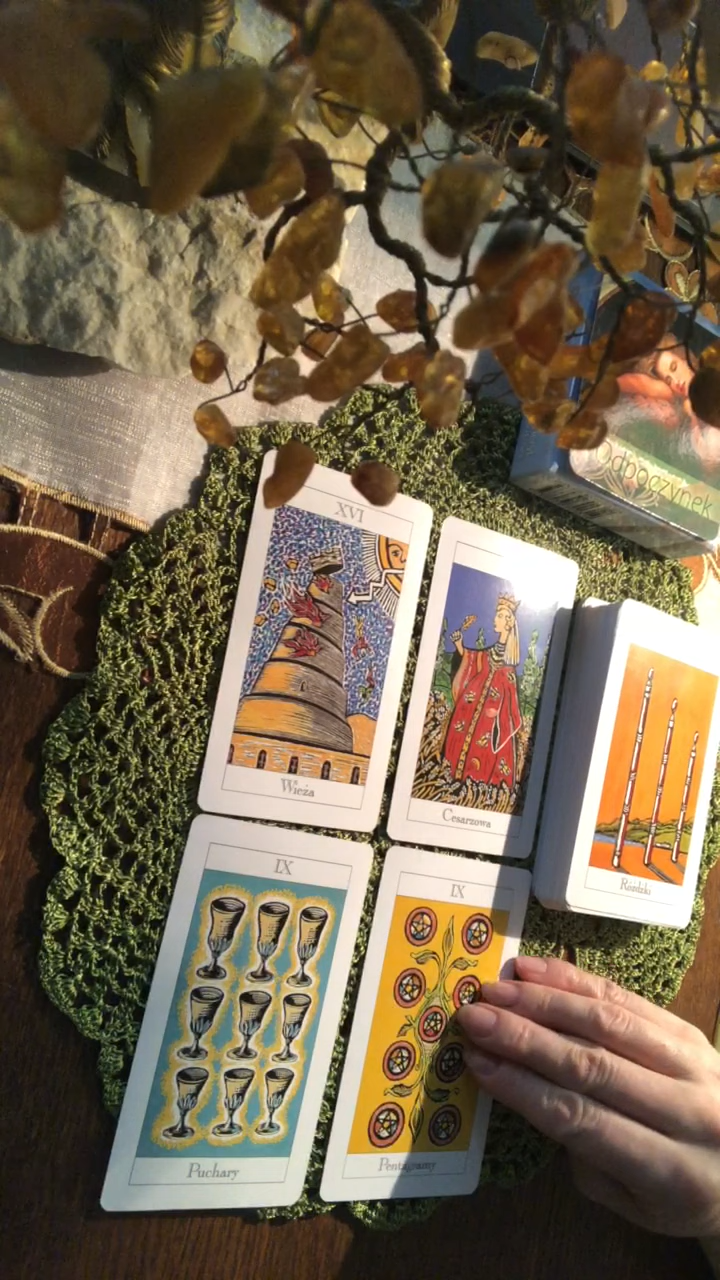 Odpoczynek
XVI
Wieża
Cesarzowa
Różdżki
IX
Puchary
IX
Pentagramy